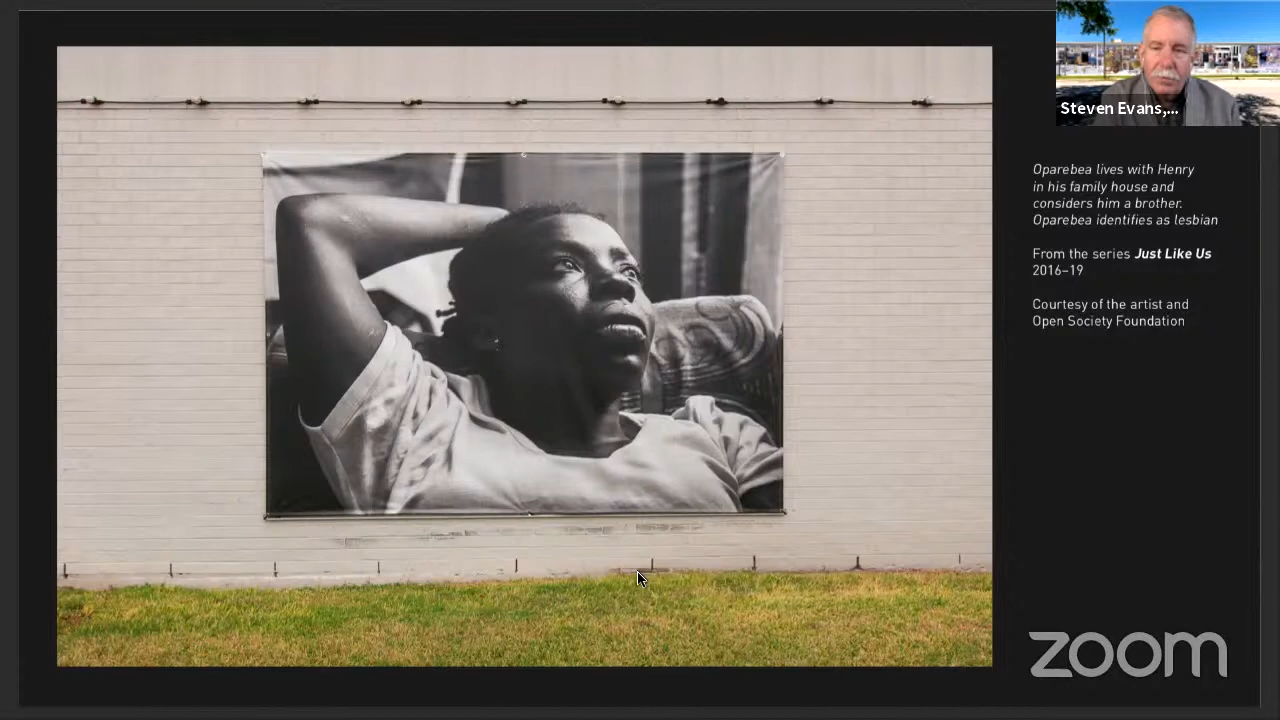 Steven Evans,...
Oparebea lives with Henry
in his family house and
considers him a brother.
Oparebea identifies as lesbian
From the series Just Like Us
2016–19
Courtesy of the artist and
Open Society Foundation
zoom